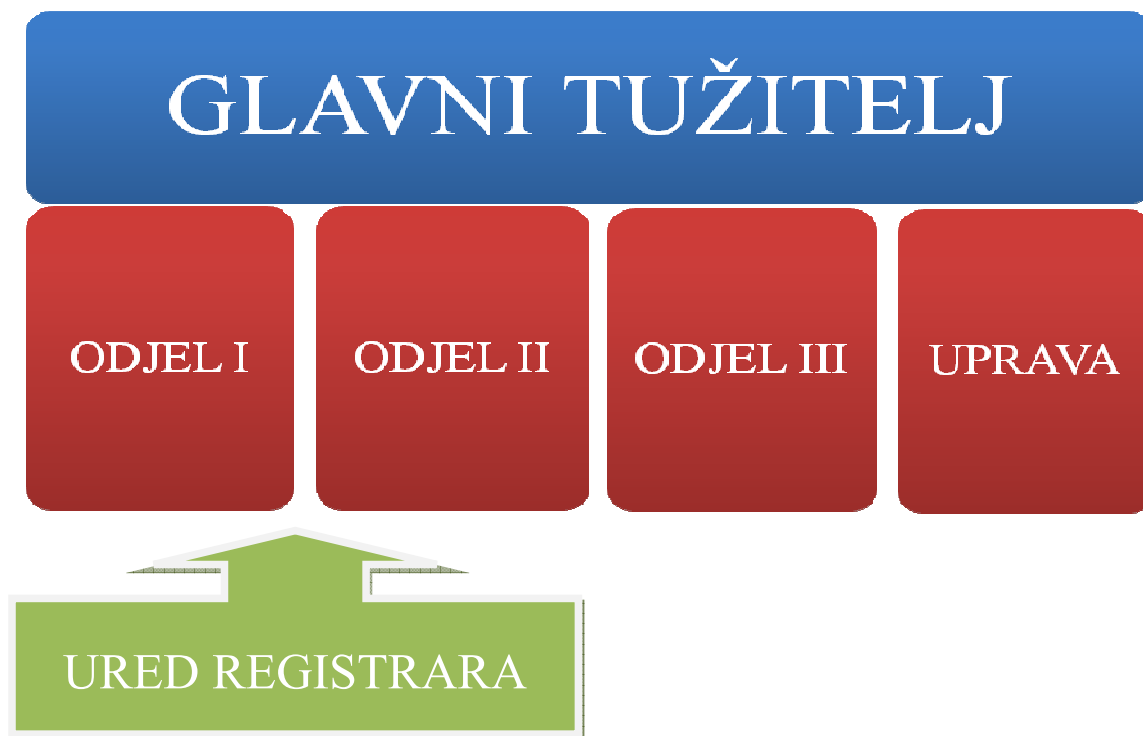 GLAVNI TUŽITELJ
ODJEL I
ODJEL II
ODJEL III
UPRAVA
URED REGISTRARA